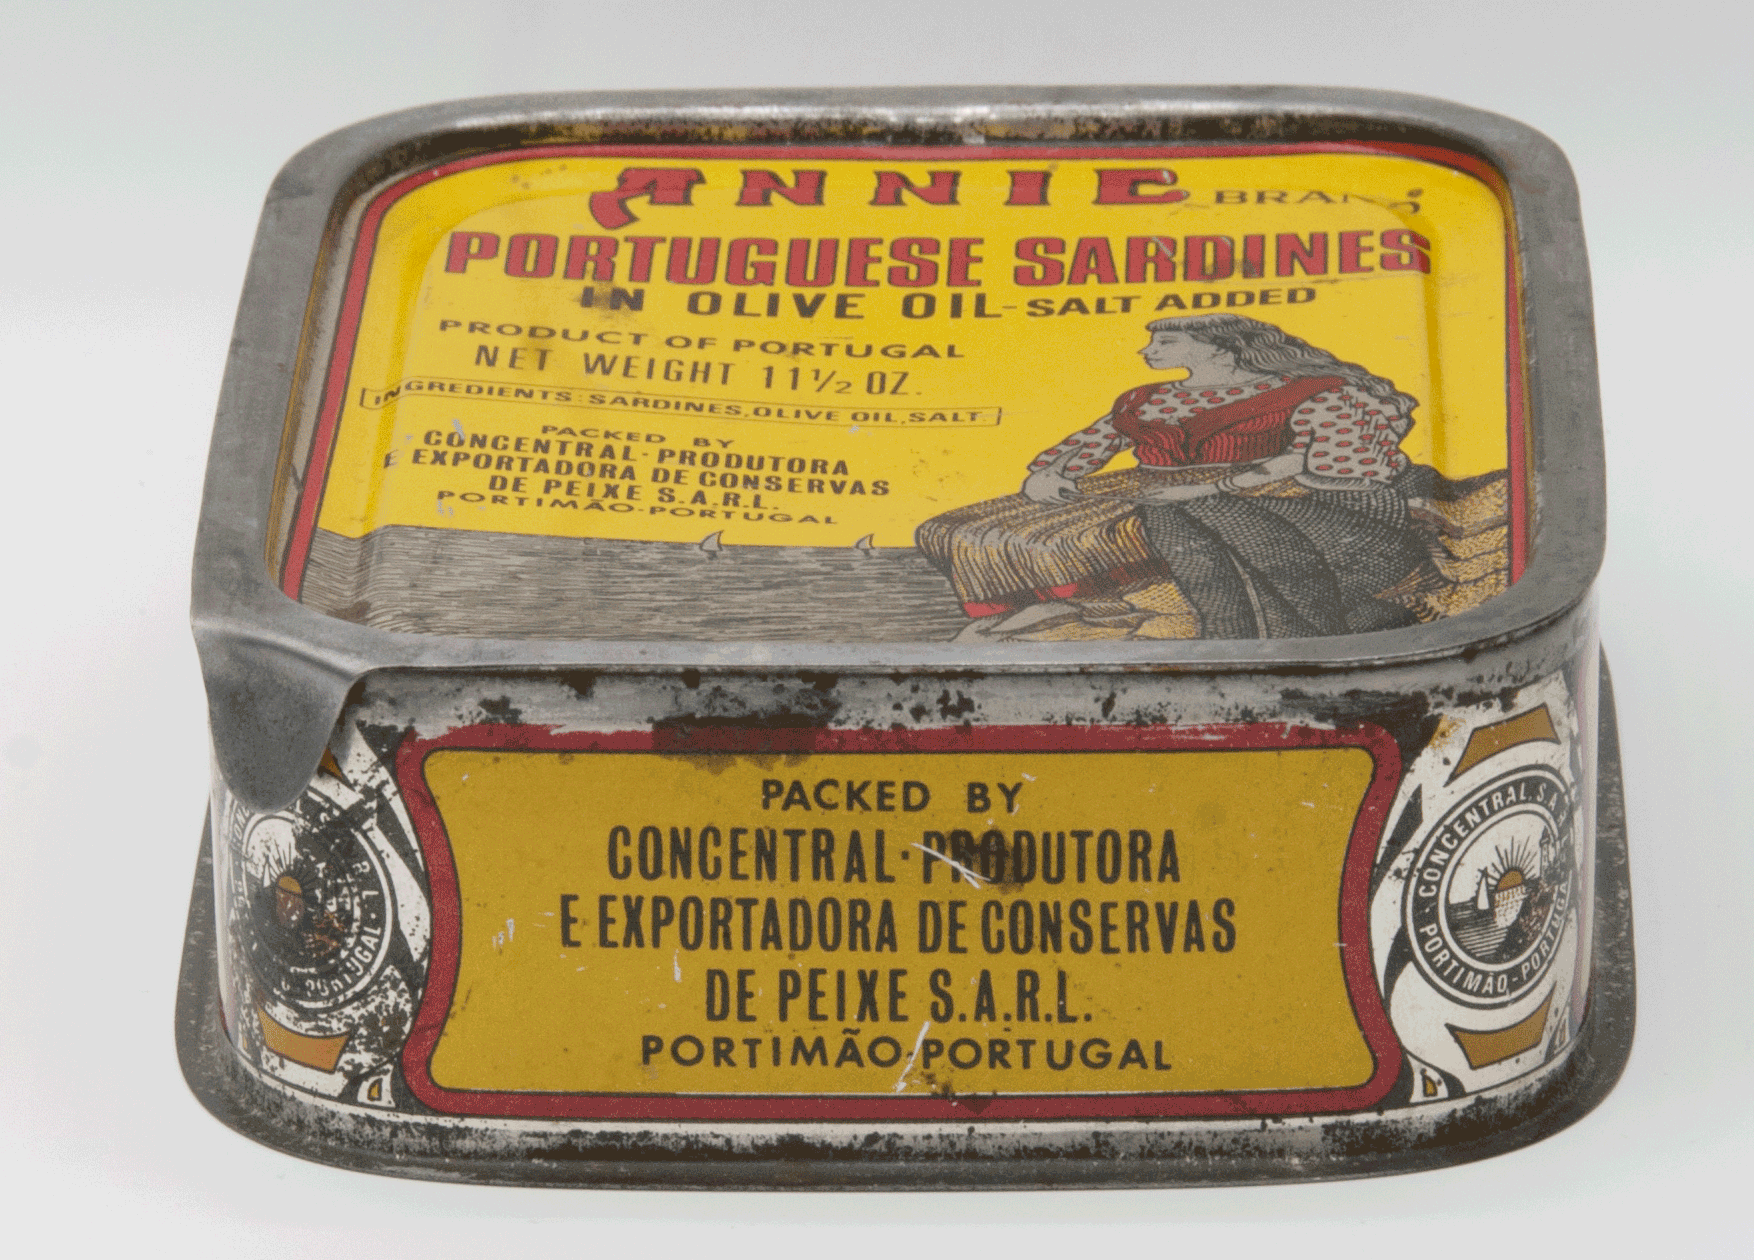 ANNIE BRAND
PORTUGUESE SARDINES
IN OLIVE OIL-SALT ADDED
PRODUCT OF PORTUGAL
NET WEIGHT 11½ OZ.
INGREDIENTS: SARDINES, OLIVE OIL, SALT.
PACKED BY
CONCENTRAL-PRODUTORA
E EXPORTADORA DE CONSERVAS
DE PEIXE S.A.R.L.
PORTIMÃO-PORTUGAL
PACKED BY
CONCENTRAL·PRODUTORA
E EXPORTADORA DE CONSERVAS
DE PEIXE S.A.R.L.
PORTIMÃO-PORTUGAL
R.L.
PORTUGAL
CONCENTRAL, S.A.
PORTIMÃO-PORTUGAL